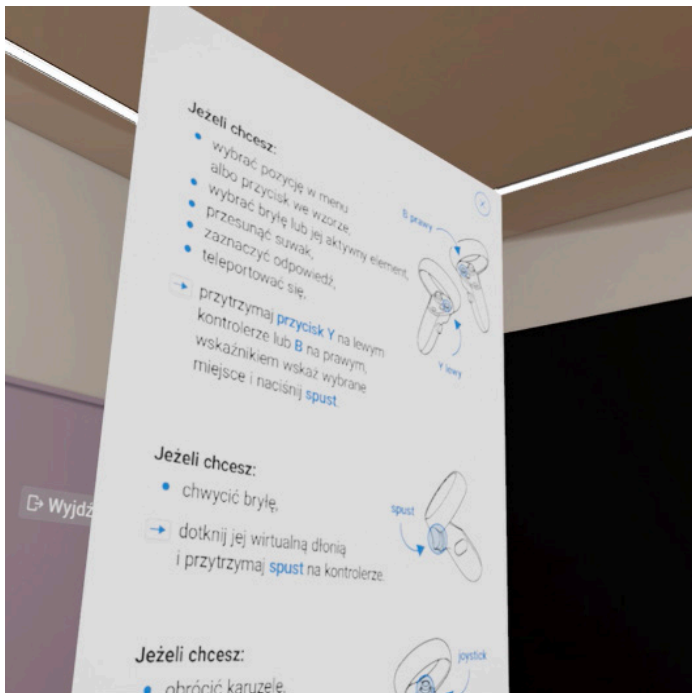 Jeżeli chcesz:
• wybrać pozycję w menu
albo przycisk we wzorze,
• wybrać bryłę lub jej aktywny element,
• przesunąć suwak,
• zaznaczyć odpowiedź,
• teleportować się,
→ przytrzymaj przycisk Y na lewym
kontrolerze lub B na prawym,
wskaźnikiem wskaż wybrane
miejsce i naciśnij spust.
B prawy
Y lewy
Jeżeli chcesz:
• chwycić bryłę,
→ dotknij jej wirtualną dłonią
i przytrzymaj spust na kontrolerze.
spust
Wyjdź
Jeżeli chcesz:
• obrócić karuzelę,
joystick